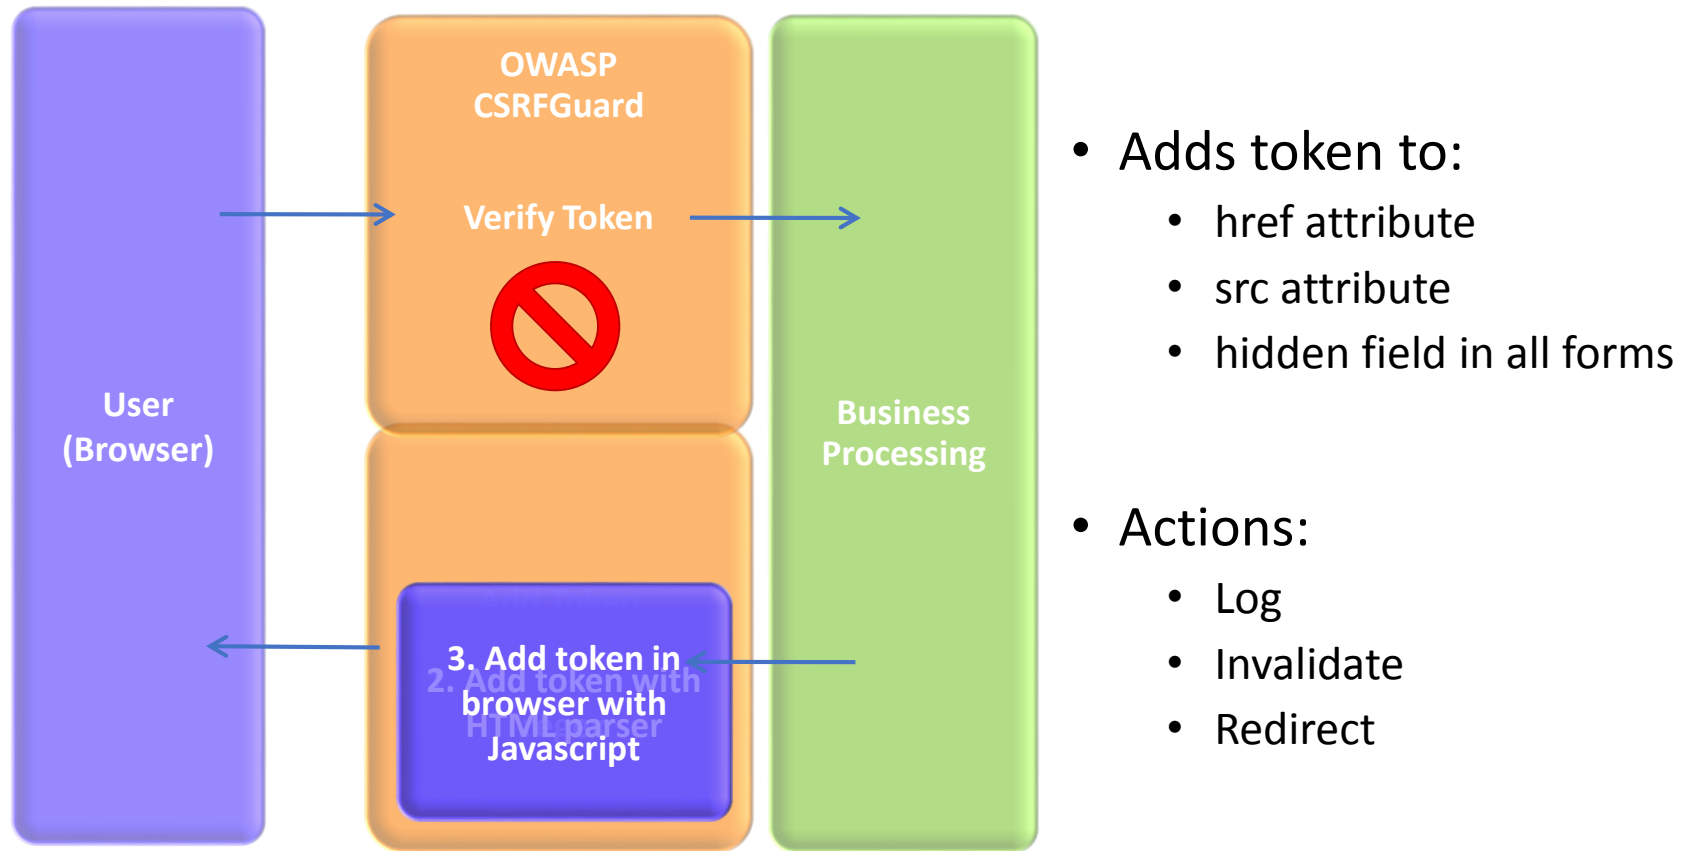 OWASP
CSRFGuard
Verify Token
User
(Browser)
Business
Processing
3. Add token in
browser with
Javascript
2. Add token with
HTML parser
• Adds token to:
• href attribute
• src attribute
• hidden field in all forms
• Actions:
• Log
• Invalidate
• Redirect